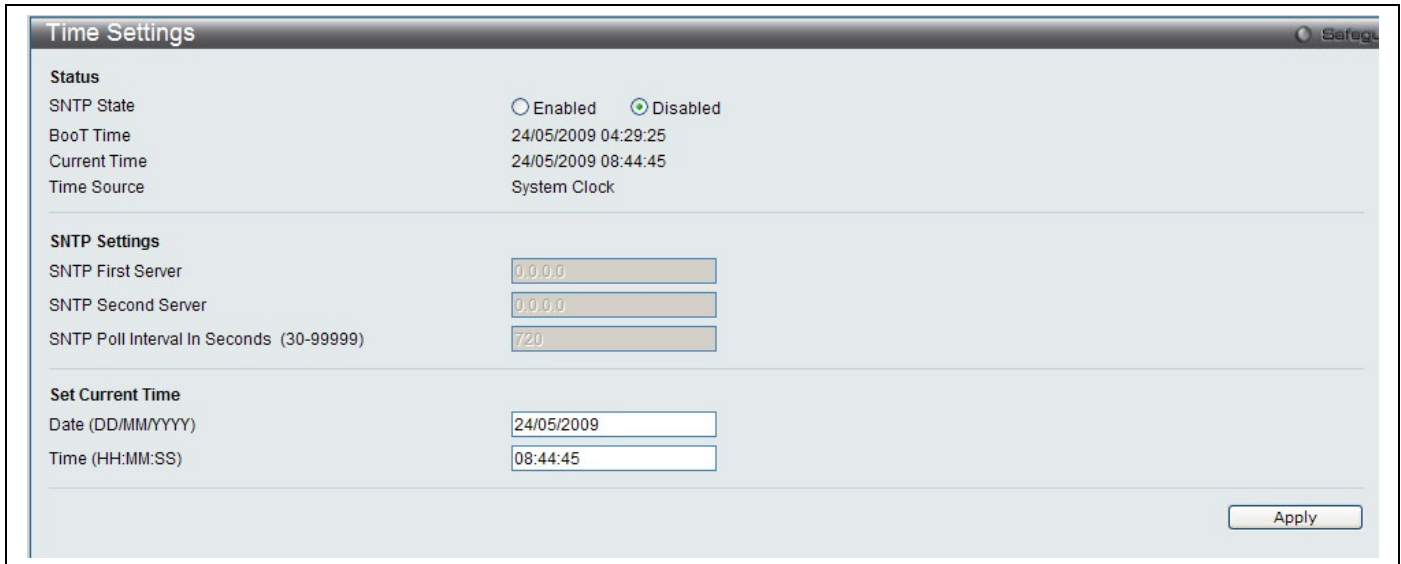 Time Settings
Safegu
Status
SNTP State Enabled Disabled
BooT Time 24/05/2009 04:29:25
Current Time 24/05/2009 08:44:45
Time Source System Clock
SNTP Settings
SNTP First Server 0.0.0.0
SNTP Second Server 0.0.0.0
SNTP Poll Interval In Seconds (30-99999) 720
Set Current Time
Date (DD/MM/YYYY) 24/05/2009
Time (HH:MM:SS) 08:44:45
Apply